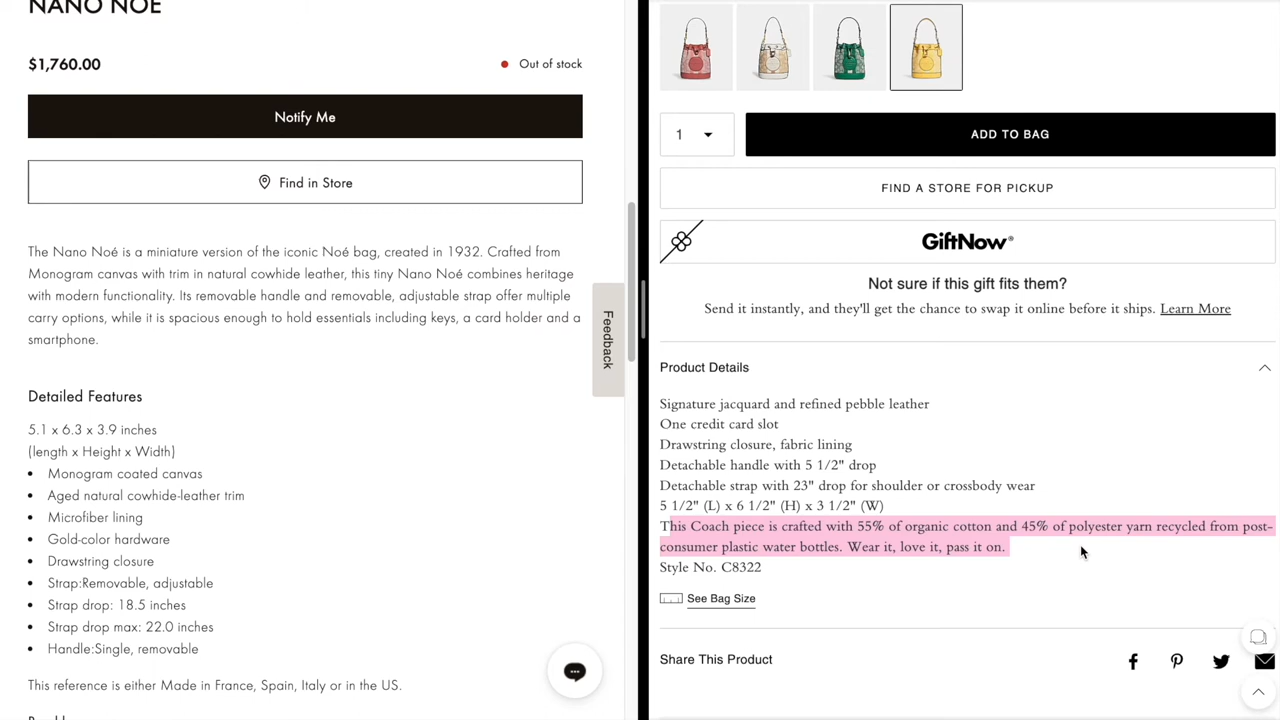 NANO NOÉ
$1,760.00
Out of stock
Notify Me
Find in Store
The Nano Noé is a miniature version of the iconic Noé bag, created in 1932. Crafted from
Monogram canvas with trim in natural cowhide leather, this tiny Nano Noé combines heritage
with modern functionality. Its removable handle and removable, adjustable strap offer multiple
carry options, while it is spacious enough to hold essentials including keys, a card holder and a
smartphone.
Feedback
Detailed Features
5.1 x 6.3 x 3.9 inches
(length x Height x Width)
• Monogram coated canvas
• Aged natural cowhide-leather trim
• Microfiber lining
• Gold-color hardware
• Drawstring closure
• Strap:Removable, adjustable
• Strap drop: 18.5 inches
• Strap drop max: 22.0 inches
• Handle:Single, removable
This reference is either Made in France, Spain, Italy or in the US.
1
ADD TO BAG
FIND A STORE FOR PICKUP
GiftNow®
Not sure if this gift fits them?
Send it instantly, and they'll get the chance to swap it online before it ships. Learn More
Product Details
Signature jacquard and refined pebble leather
One credit card slot
Drawstring closure, fabric lining
Detachable handle with 5 1/2" drop
Detachable strap with 23" drop for shoulder or crossbody wear
5 1/2" (L) x 6 1/2" (H) x 3 1/2" (W)
This Coach piece is crafted with 55% of organic cotton and 45% of polyester yarn recycled from post-
consumer plastic water bottles. Wear it, love it, pass it on.
Style No. C8322
See Bag Size
Share This Product